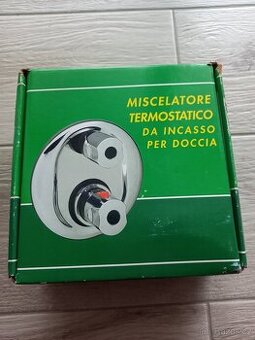 MISCELATORE
TERMOSTATICO
DA INCASSO
PER DOCCIA